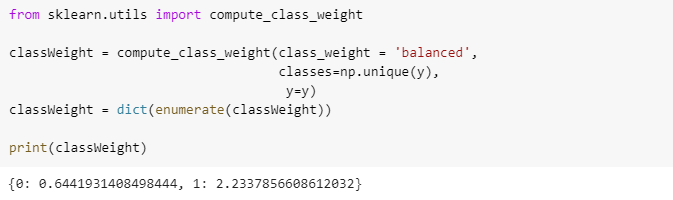 from sklearn.utils import compute_class_weight
classWeight = compute_class_weight(class_weight = 'balanced',
classes=np.unique(y),
y=y)
classWeight = dict(enumerate(classWeight))
print(classWeight)
{0: 0.6441931408498444, 1: 2.2337856608612032}